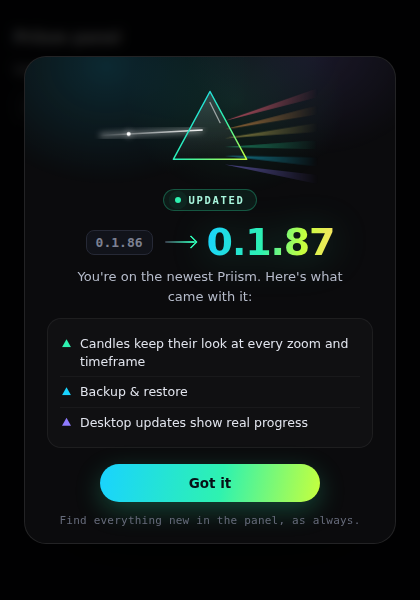 UPDATED
0.1.86
0.1.87
You're on the newest Priism. Here's what
came with it:
Candles keep their look at every zoom and
timeframe
Backup & restore
Desktop updates show real progress
Got it
Find everything new in the panel, as always.